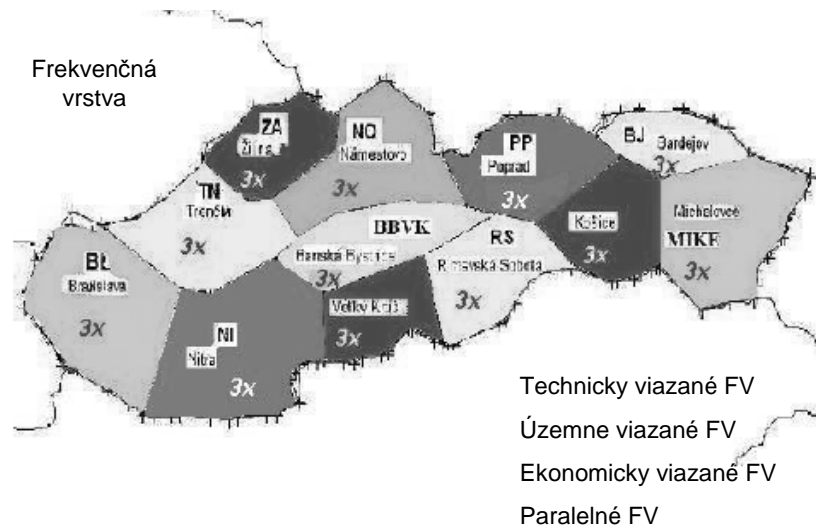 Frekvenčná
vrstva
ZA
Žilina
3x
NO
Námestovo
3x
PP
Poprad
3x
BJ
Bardejov
3x
TN
Trenčín
3x
BBVK
Banská Bystrica
3x
RS
Rimavská Sobota
3x
Košice
3x
Michalovce
MIKE
3x
Bratislava
3x
NI
Nitra
3x
Veľký Krtíš
3x
Technicky viazané FV
Územne viazané FV
Ekonomicky viazané FV
Paralelné FV